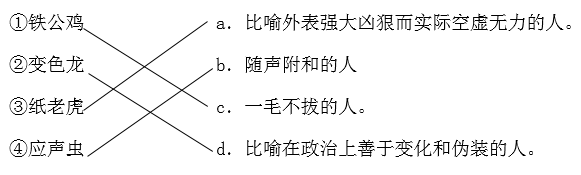 ①铁公鸡 a. 比喻外表强大凶狠而实际空虚无力的人。
②变色龙 b. 随声附和的人
③纸老虎 c. 一毛不拔的人。
④应声虫 d. 比喻在政治上善于变化和伪装的人。